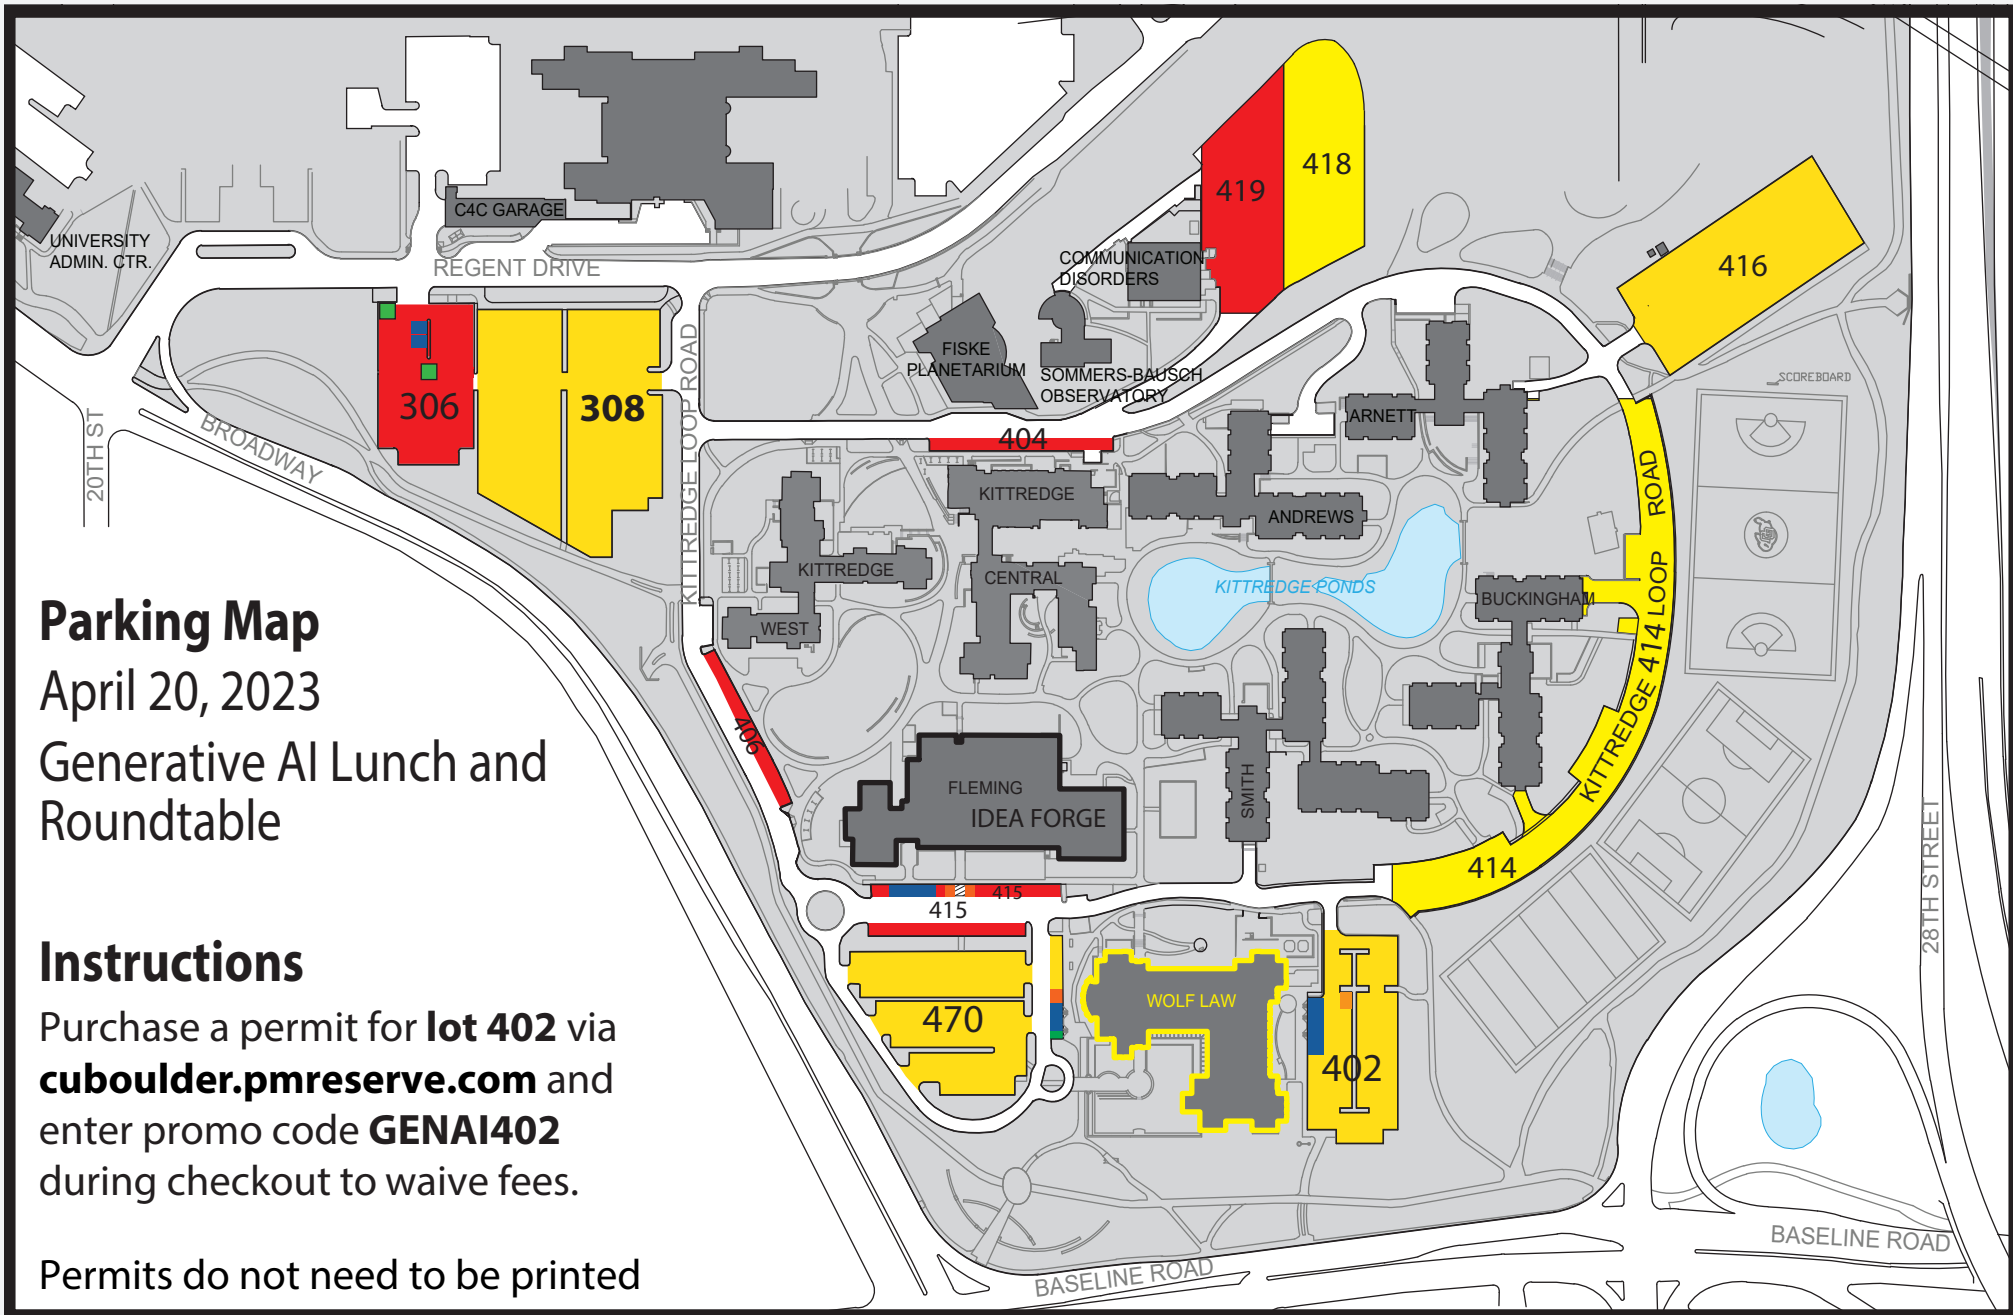 C4C GARAGE
UNIVERSITY
ADMIN. CTR.
REGENT DRIVE
419
418
416
COMMUNICATION
DISORDERS
FISKE
PLANETARIUM
SOMMERS-BAUSCH
OBSERVATORY
SCOREBOARD
306
308
KITTREDGE LOOP ROAD
20TH ST
BROADWAY
404
ARNETT
KITTREDGE
ANDREWS
KITTREDGE
CENTRAL
KITTREDGE PONDS
BUCKINGHAM
WEST
KITTREDGE 414 LOOP ROAD
406
FLEMING
IDEA FORGE
SMITH
414
415
415
28TH STREET
WOLF LAW
470
402
BASELINE ROAD
BASELINE ROAD
Parking Map
April 20, 2023
Generative AI Lunch and
Roundtable
Instructions
Purchase a permit for lot 402 via
cuboulder.pmreserve.com and
enter promo code GENAI402
during checkout to waive fees.
Permits do not need to be printed